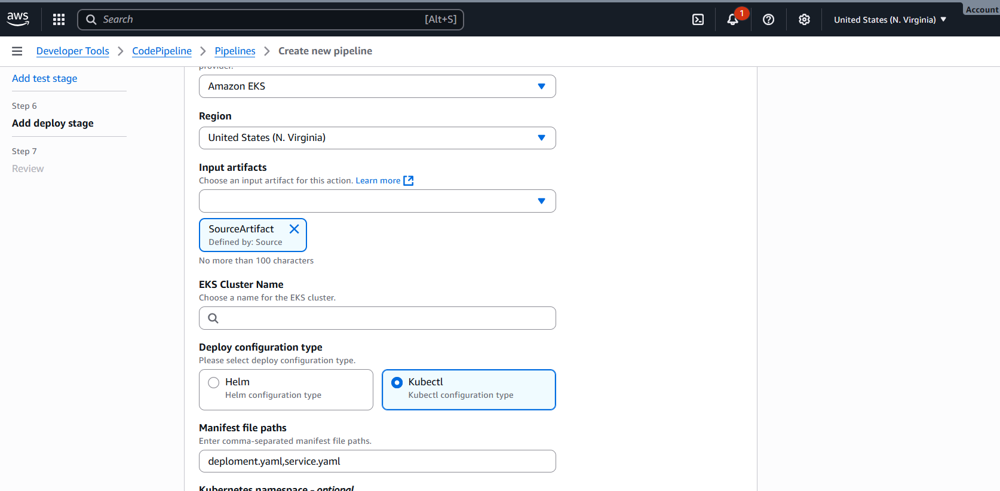 aws
Search [Alt+S]
1
United States (N. Virginia)
Account
Developer Tools
CodePipeline
Pipelines
Create new pipeline
Add test stage
Step 6
Add deploy stage
Step 7
Review
provider.
Amazon EKS
Region
United States (N. Virginia)
Input artifacts
Choose an input artifact for this action. Learn more
SourceArtifact
Defined by: Source
No more than 100 characters
EKS Cluster Name
Choose a name for the EKS cluster.
Deploy configuration type
Please select deploy configuration type.
Helm
Helm configuration type
Kubectl
Kubectl configuration type
Manifest file paths
Enter comma-separated manifest file paths.
deploment.yaml,service.yaml
Kubernetes namespace - optional